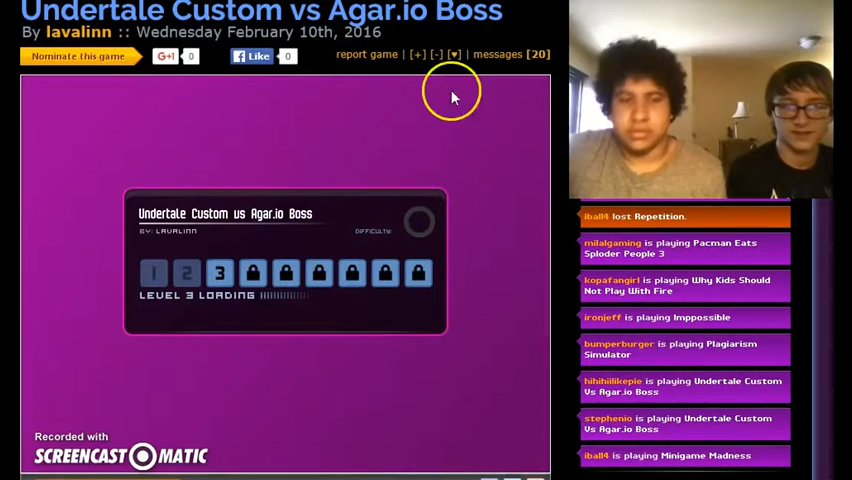 Undertale Custom vs Agar.io Boss
By lavalinn :: Wednesday February 10th, 2016
Nominate this game
G+1 0
Like 0
report game | [+] [-] [♥] | messages [20]
Undertale Custom vs Agar.io Boss
BY: LAVALINN
DIFFICULTY:
1 2 3
LEVEL 3 LOADING
Recorded with
SCREENCAST MATIC
iball4 lost Repetition.
milalgaming is playing Pacman Eats
Sploder People 3
kopafangirl is playing Why Kids Should
Not Play With Fire
ironjeff is playing Imppossible
bumperburger is playing Plagiarism
Simulator
hihihiilikepie is playing Undertale Custom
Vs Agar.io Boss
stephenio is playing Undertale Custom
Vs Agar.io Boss
iball4 is playing Minigame Madness